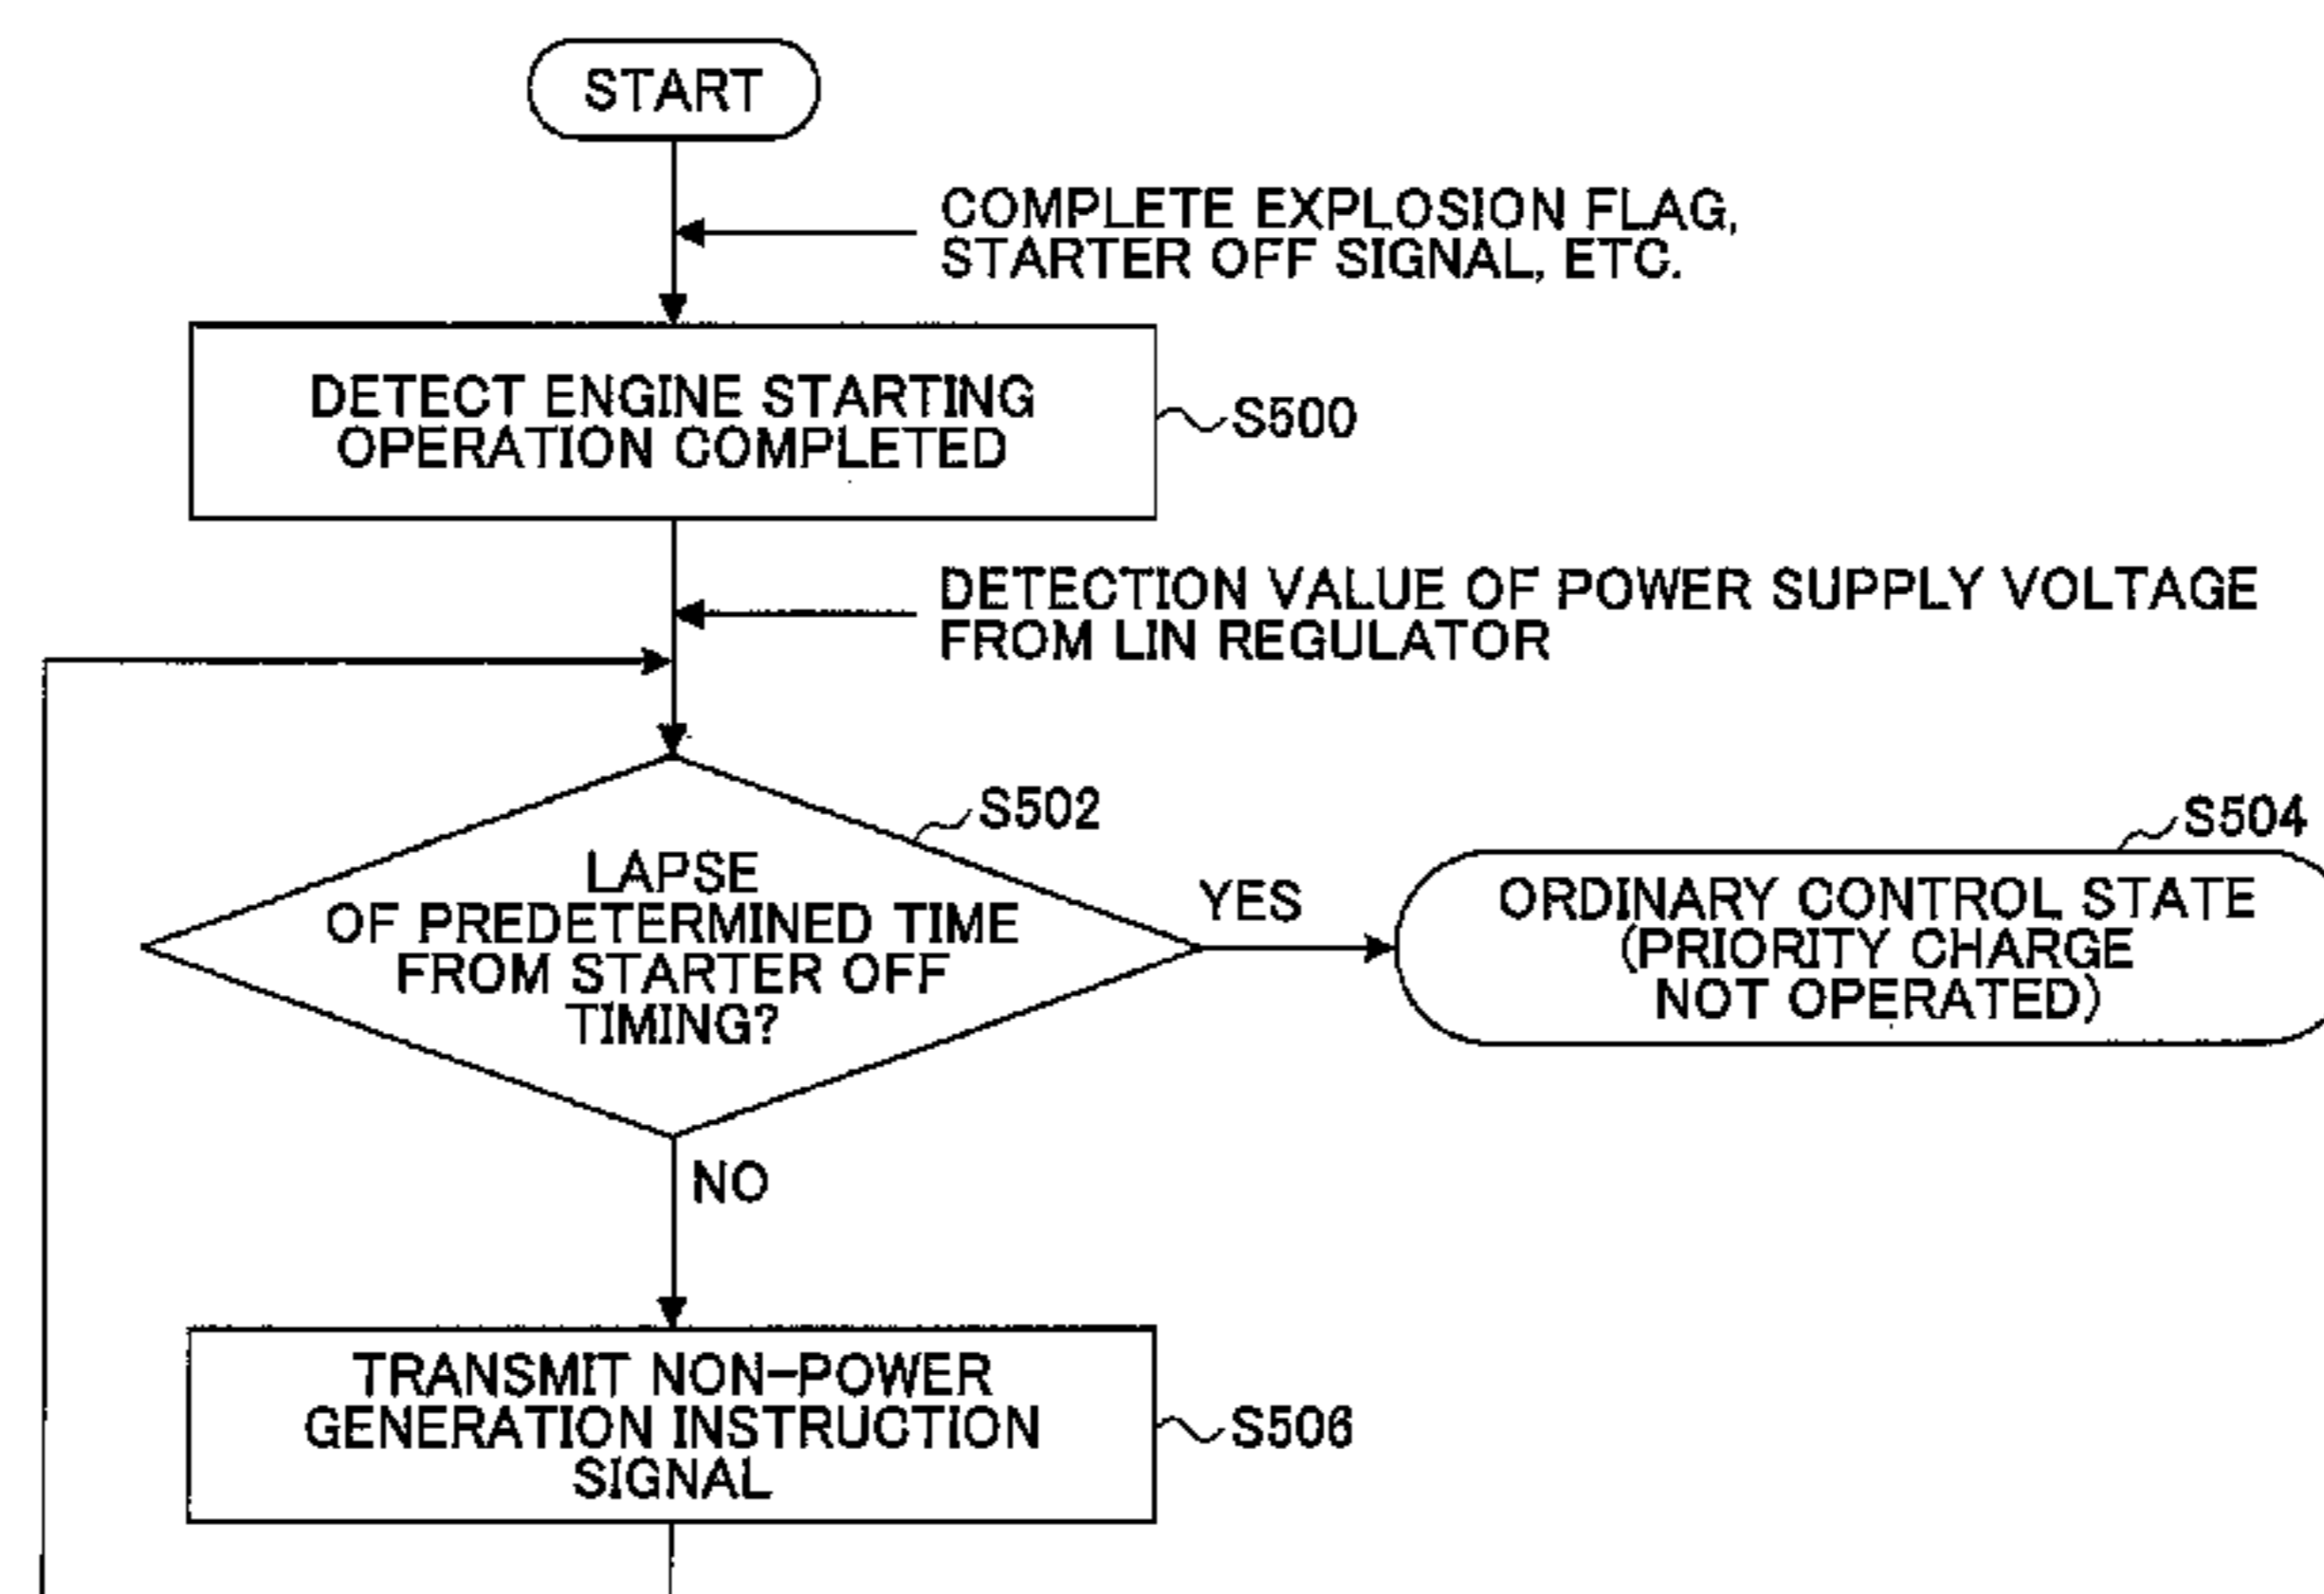 START
COMPLETE EXPLOSION FLAG,
STARTER OFF SIGNAL, ETC.
DETECT ENGINE STARTING
OPERATION COMPLETED
S500
DETECTION VALUE OF POWER SUPPLY VOLTAGE
FROM LIN REGULATOR
S502
LAPSE
OF PREDETERMINED TIME
FROM STARTER OFF
TIMING?
YES
S504
ORDINARY CONTROL STATE
(PRIORITY CHARGE
NOT OPERATED)
NO
TRANSMIT NON-POWER
GENERATION INSTRUCTION
SIGNAL
S506